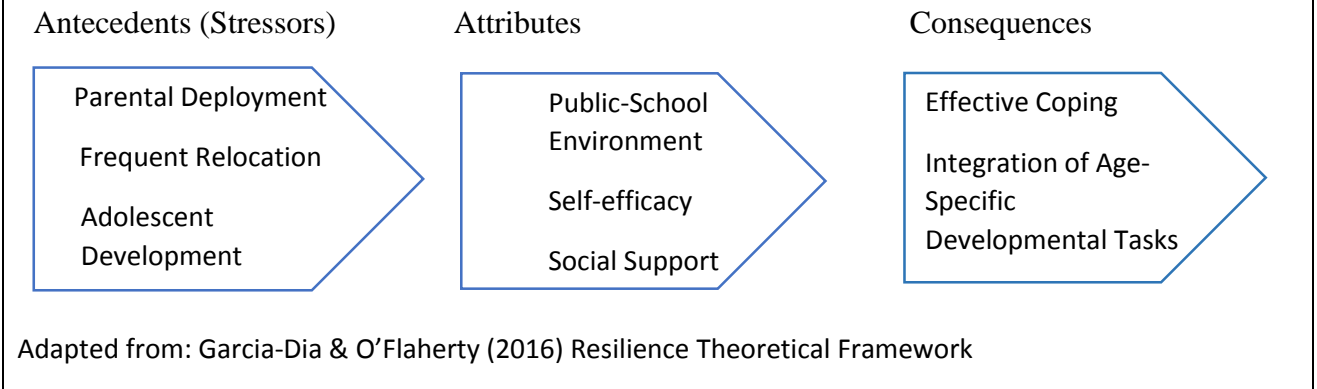 Antecedents (Stressors)
Attributes
Consequences
Parental Deployment
Frequent Relocation
Adolescent
Development
Public-School
Environment
Self-efficacy
Social Support
Effective Coping
Integration of Age-
Specific
Developmental Tasks
Adapted from: Garcia-Dia & O’Flaherty (2016) Resilience Theoretical Framework